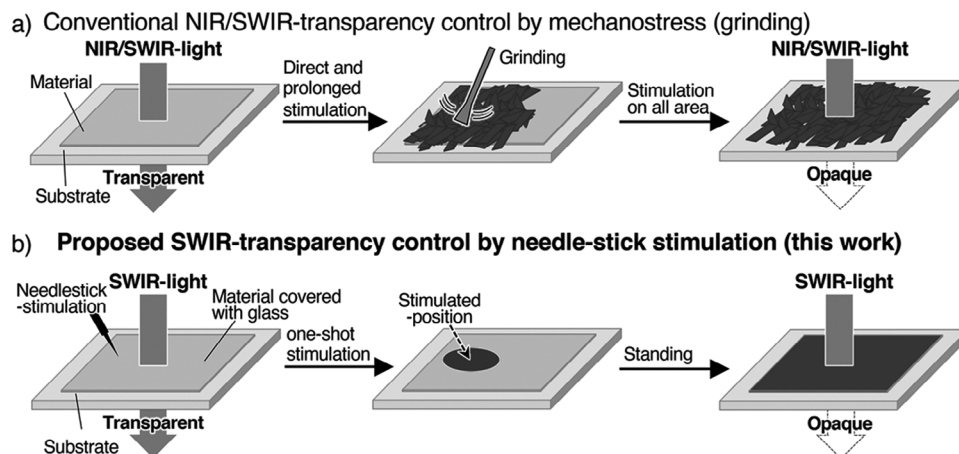 a) Conventional NIR/SWIR-transparency control by mechanostress (grinding)
NIR/SWIR-light
Material
Substrate
Transparent
Direct and
prolonged
stimulation
Grinding
Stimulation
on all area
NIR/SWIR-light
Opaque
b) Proposed SWIR-transparency control by needle-stick stimulation (this work)
Needlestick
-stimulation
SWIR-light
Material covered
with glass
Substrate
Transparent
one-shot
stimulation
Stimulated
-position
Standing
SWIR-light
Opaque